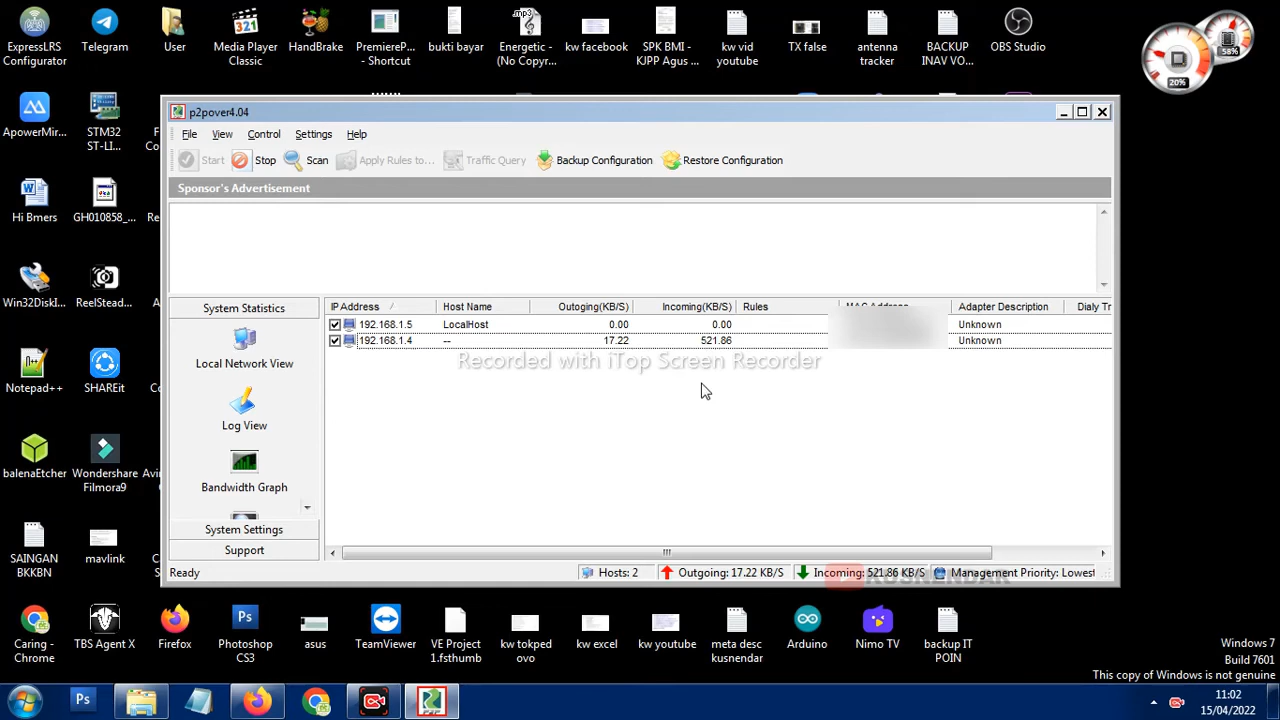 ExpressLRS
Configurator
Telegram
User
Media Player
Classic
HandBrake
PremiereP...
- Shortcut
bukti bayar
mp3
Energetic -
(No Copyr...
kw facebook
SPK BMI -
QPP Agus ...
kw vid
youtube
TX false
antenna
tracker
BACKUP
INAV VO...
OBS Studio
58%
20%
p2pover4.04
File View Control Settings Help
Start Stop Scan Apply Rules to... Traffic Query Backup Configuration Restore Configuration
Sponsor's Advertisement
System Statistics
Local Network View
Log View
Bandwidth Graph
System Settings
Support
IP Address / Host Name Outoging(KB/S) Incoming(KB/S) Rules MAC Address Adapter Description Dialy Tr
192.168.1.5 LocalHost 0.00 0.00 Unknown
192.168.1.4 -- 17.22 521.86 Unknown
Recorded with iTop Screen Recorder
Ready Hosts: 2 Outgoing: 17.22 KB/S Incoming: 521.86 KB/S Management Priority: Lowest
KUSNENDAR
ApowerMir...
STM32
ST-LI...
Hi Bmers
GH010858_...
Win32DiskI...
ReelStead...
Notepad++
SHAREit
balenaEtcher
Wondershare
Filmora9
SAINGAN
BKKBN
mavlink
Caring -
Chrome
TBS Agent X
Firefox
Photoshop
CS3
asus
TeamViewer
VE Project
1.fsthumb
kw tokped
ovo
kw excel
kw youtube
meta desc
kusnendar
Arduino
Nimo TV
backup IT
POIN
Windows 7
Build 7601
This copy of Windows is not genuine
11:02
15/04/2022